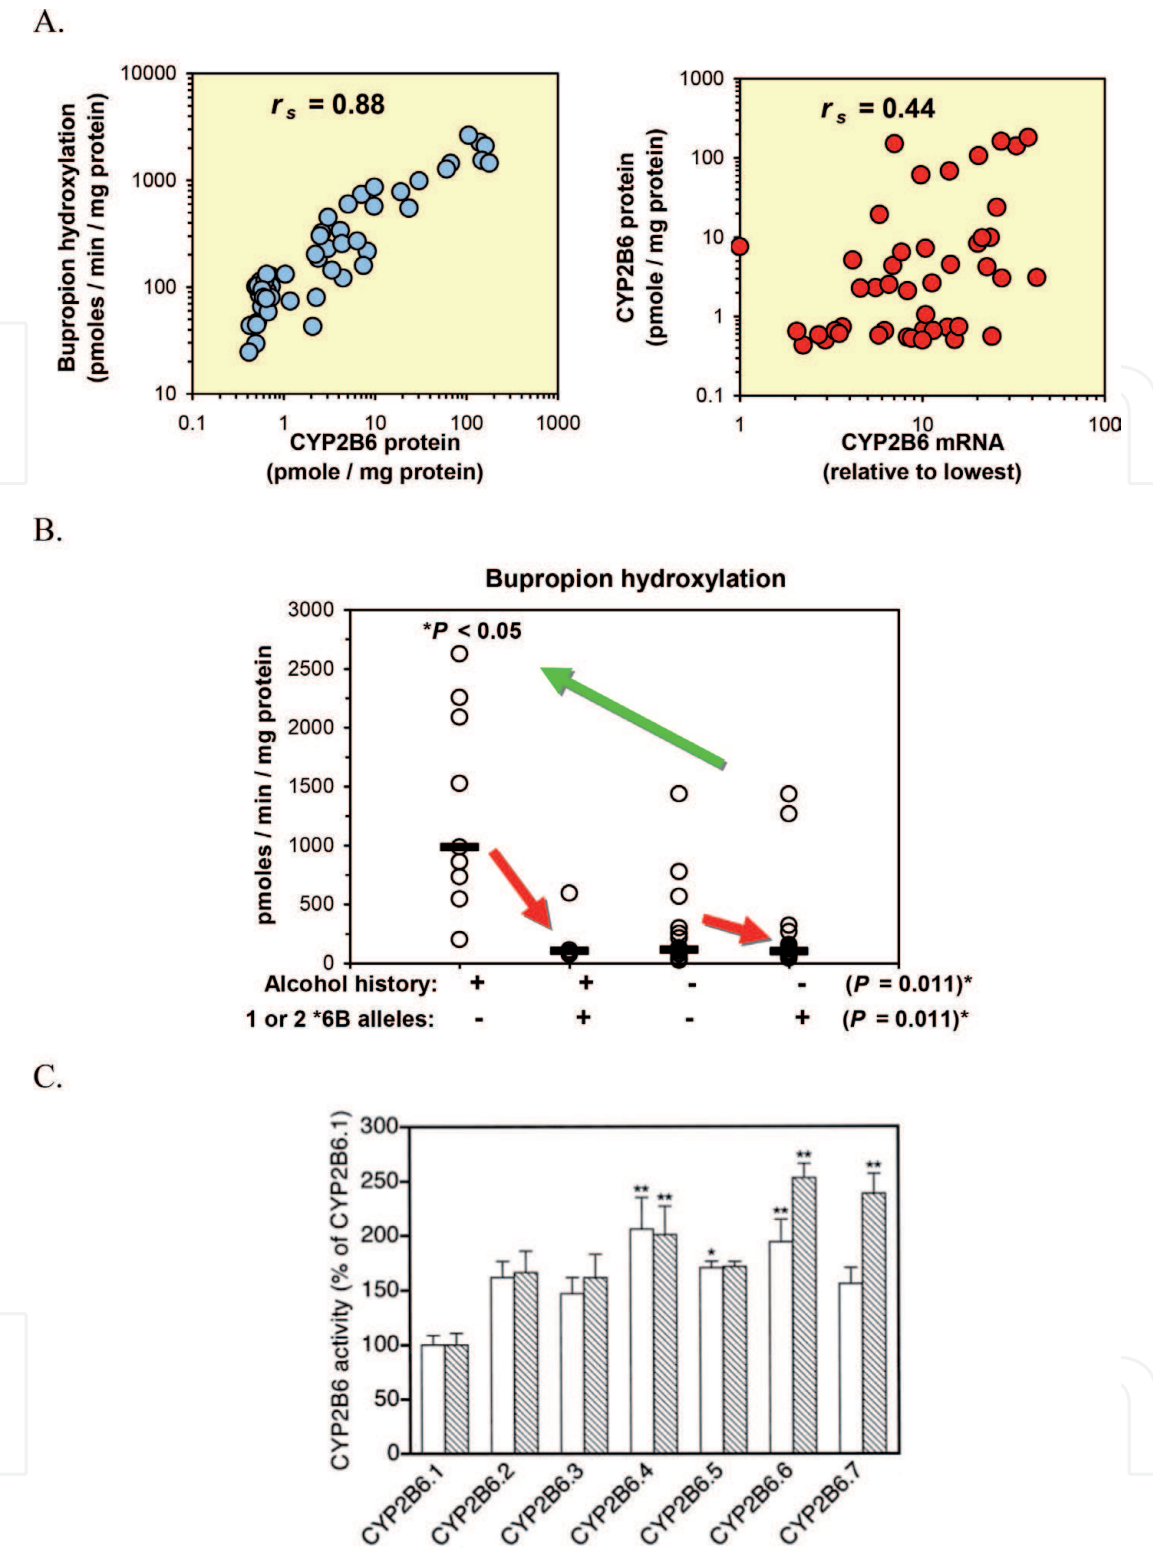 A.
10000
1000
100
10
0.1
1
10
100
1000
r s = 0.88
Bupropion hydroxylation
(pmoles / min / mg protein)
CYP2B6 protein
(pmole / mg protein)
1000
100
10
1
0.1
1
10
100
r s = 0.44
CYP2B6 protein
(pmole / mg protein)
CYP2B6 mRNA
(relative to lowest)
B.
Bupropion hydroxylation
*P < 0.05
3000
2500
2000
1500
1000
500
0
pmoles / min / mg protein
Alcohol history: + + - - (P = 0.011)*
1 or 2 *6B alleles: - + - + (P = 0.011)*
C.
300
250
200
150
100
50
0
CYP2B6 activity (% of CYP2B6.1)
** ** * ** ** **
CYP2B6.1
CYP2B6.2
CYP2B6.3
CYP2B6.4
CYP2B6.5
CYP2B6.6
CYP2B6.7